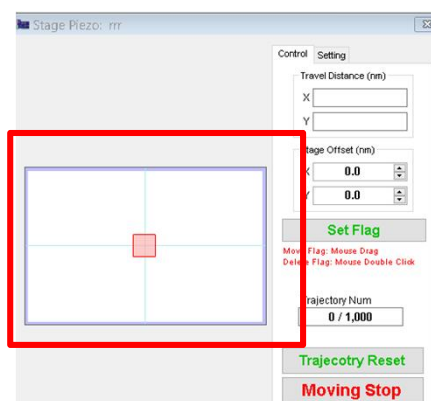 Stage Piezo: rrr
Control Setting
Travel Distance (nm)
X
Y
Stage Offset (nm)
X 0.0
Y 0.0
Set Flag
Move Flag: Mouse Drag
Delete Flag: Mouse Double Click
Trajectory Num
0 / 1,000
Trajecotry Reset
Moving Stop